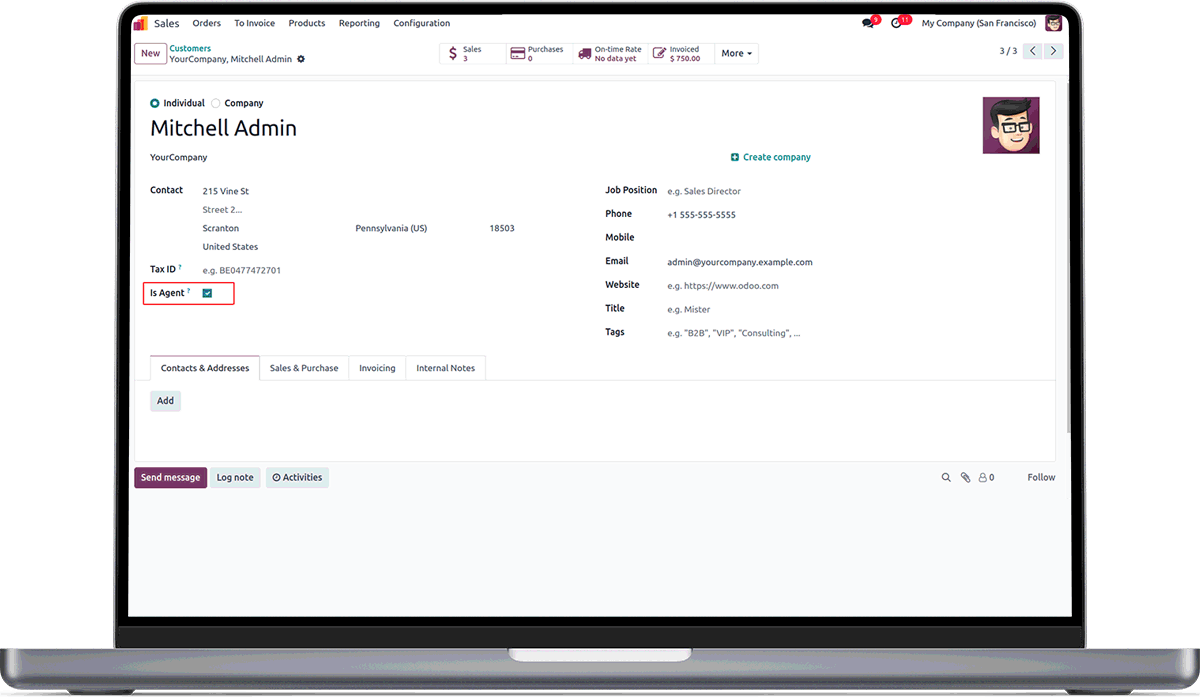 Sales Orders To Invoice Products Reporting Configuration 9 11 My Company (San Francisco)
New Customers YourCompany, Mitchell Admin
Sales 3 Purchases 0 On-time Rate No data yet Invoiced $ 750.00 More 3 / 3
Individual Company
Mitchell Admin
YourCompany Create company
Contact 215 Vine St Job Position e.g. Sales Director
Street 2... Phone +1 555-555-5555
Scranton Pennsylvania (US) 18503 Mobile
United States Email admin@yourcompany.example.com
Tax ID ? e.g. BE0477472701 Website e.g. https://www.odoo.com
Is Agent ? Title e.g. Mister
Tags e.g. "B2B", "VIP", "Consulting", ...
Contacts & Addresses Sales & Purchase Invoicing Internal Notes
Add
Send message Log note Activities 0 Follow